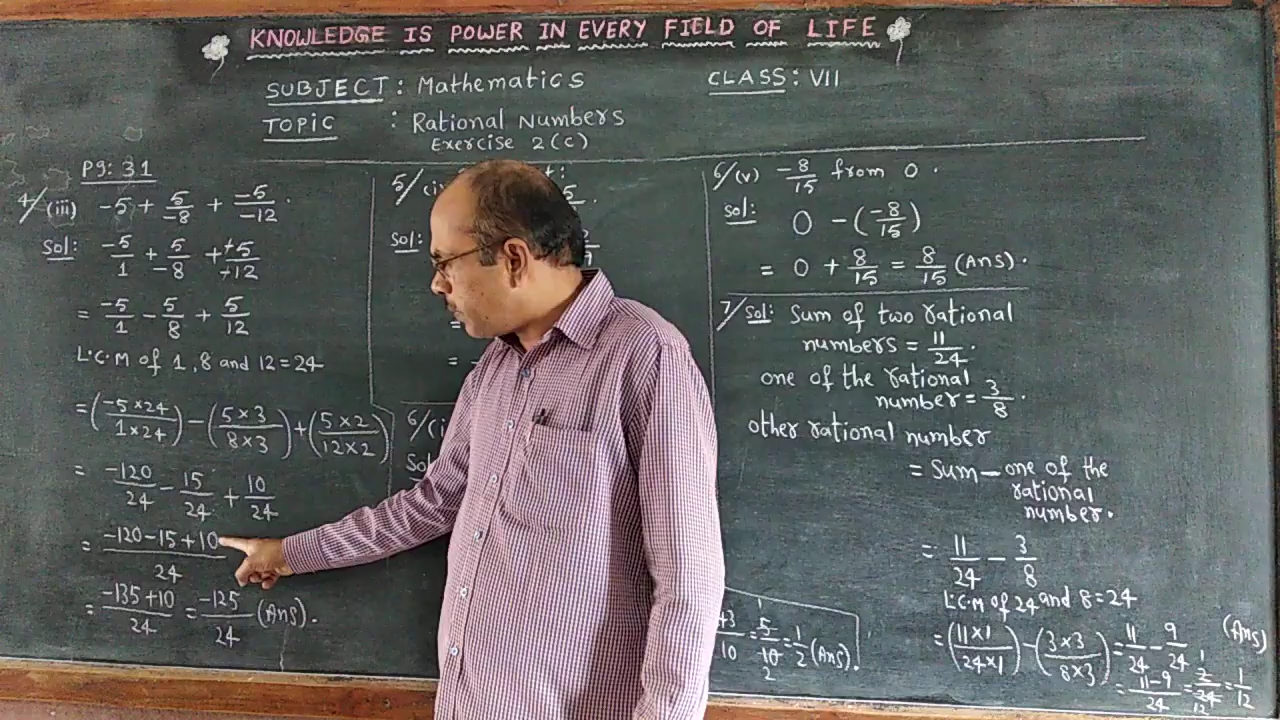 KNOWLEDGE IS POWER IN EVERY FIELD OF LIFE
SUBJECT : Mathematics
CLASS : VII
TOPIC : Rational Numbers
Exercise 2(C)
Pg: 31
4/(iii) -5 + 5/-8 + -5/-12.
Sol: -5/1 + 5/-8 + +5/+12
= -5/1 - 5/8 + 5/12
L.C.M of 1, 8 and 12 = 24
= (-5×24/1×24) - (5×3/8×3) + (5×2/12×2)
= -120/24 - 15/24 + 10/24
= -120-15+10/24
= -135+10/24 = -125/24 (Ans).
5/(i
Sol:
=
=
6/(i
Sol
+3/10 = 5/10 = 1/2 (Ans).
6/(v) -8/15 from 0.
Sol: 0 - (-8/15)
= 0 + 8/15 = 8/15 (Ans).
7/ Sol: Sum of two rational
numbers = 11/24.
one of the rational
number = 3/8.
other rational number
= Sum - one of the
rational
number.
= 11/24 - 3/8
L.C.M of 24 and 8 = 24
= (11×1/24×1) - (3×3/8×3) = 11/24 - 9/24 (Ans)
= 11-9/24 = 2/24 = 1/12